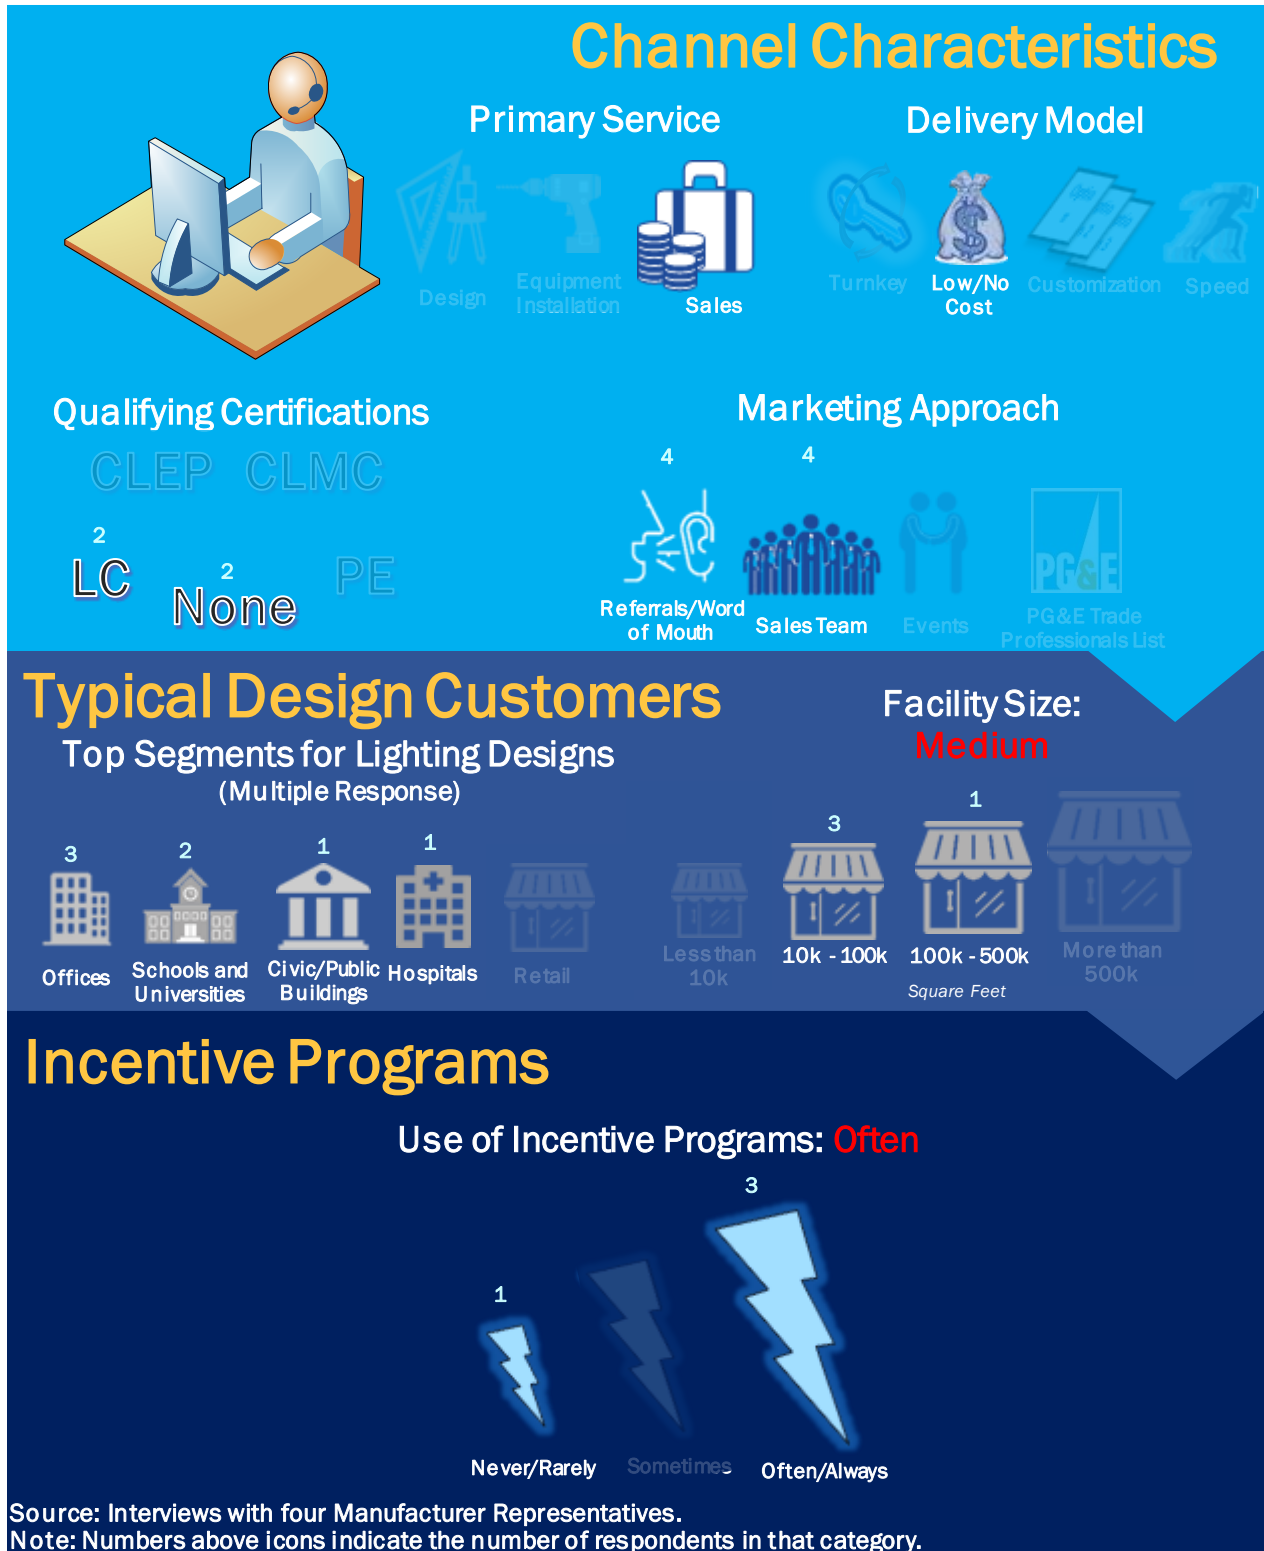 Channel Characteristics
Primary Service
Delivery Model
Design
Equipment
Installation
Sales
Turnkey
Low/No
Cost
Customization
Speed
Qualifying Certifications
CLEP CLMC
2
LC
2
None
PE
Marketing Approach
4
4
PG&E
Referrals/Word
of Mouth
Sales Team
Events
PG&E Trade
Professionals List
Typical Design Customers
Top Segments for Lighting Designs
(Multiple Response)
3
2
1
1
Offices
Schools and
Universities
Civic/Public
Buildings
Hospitals
Retail
Facility Size:
Medium
3
1
Less than
10k
10k - 100k
100k - 500k
More than
500k
Square Feet
Incentive Programs
Use of Incentive Programs: Often
1
3
Never/Rarely
Sometimes
Often/Always
Source: Interviews with four Manufacturer Representatives.
Note: Numbers above icons indicate the number of respondents in that category.